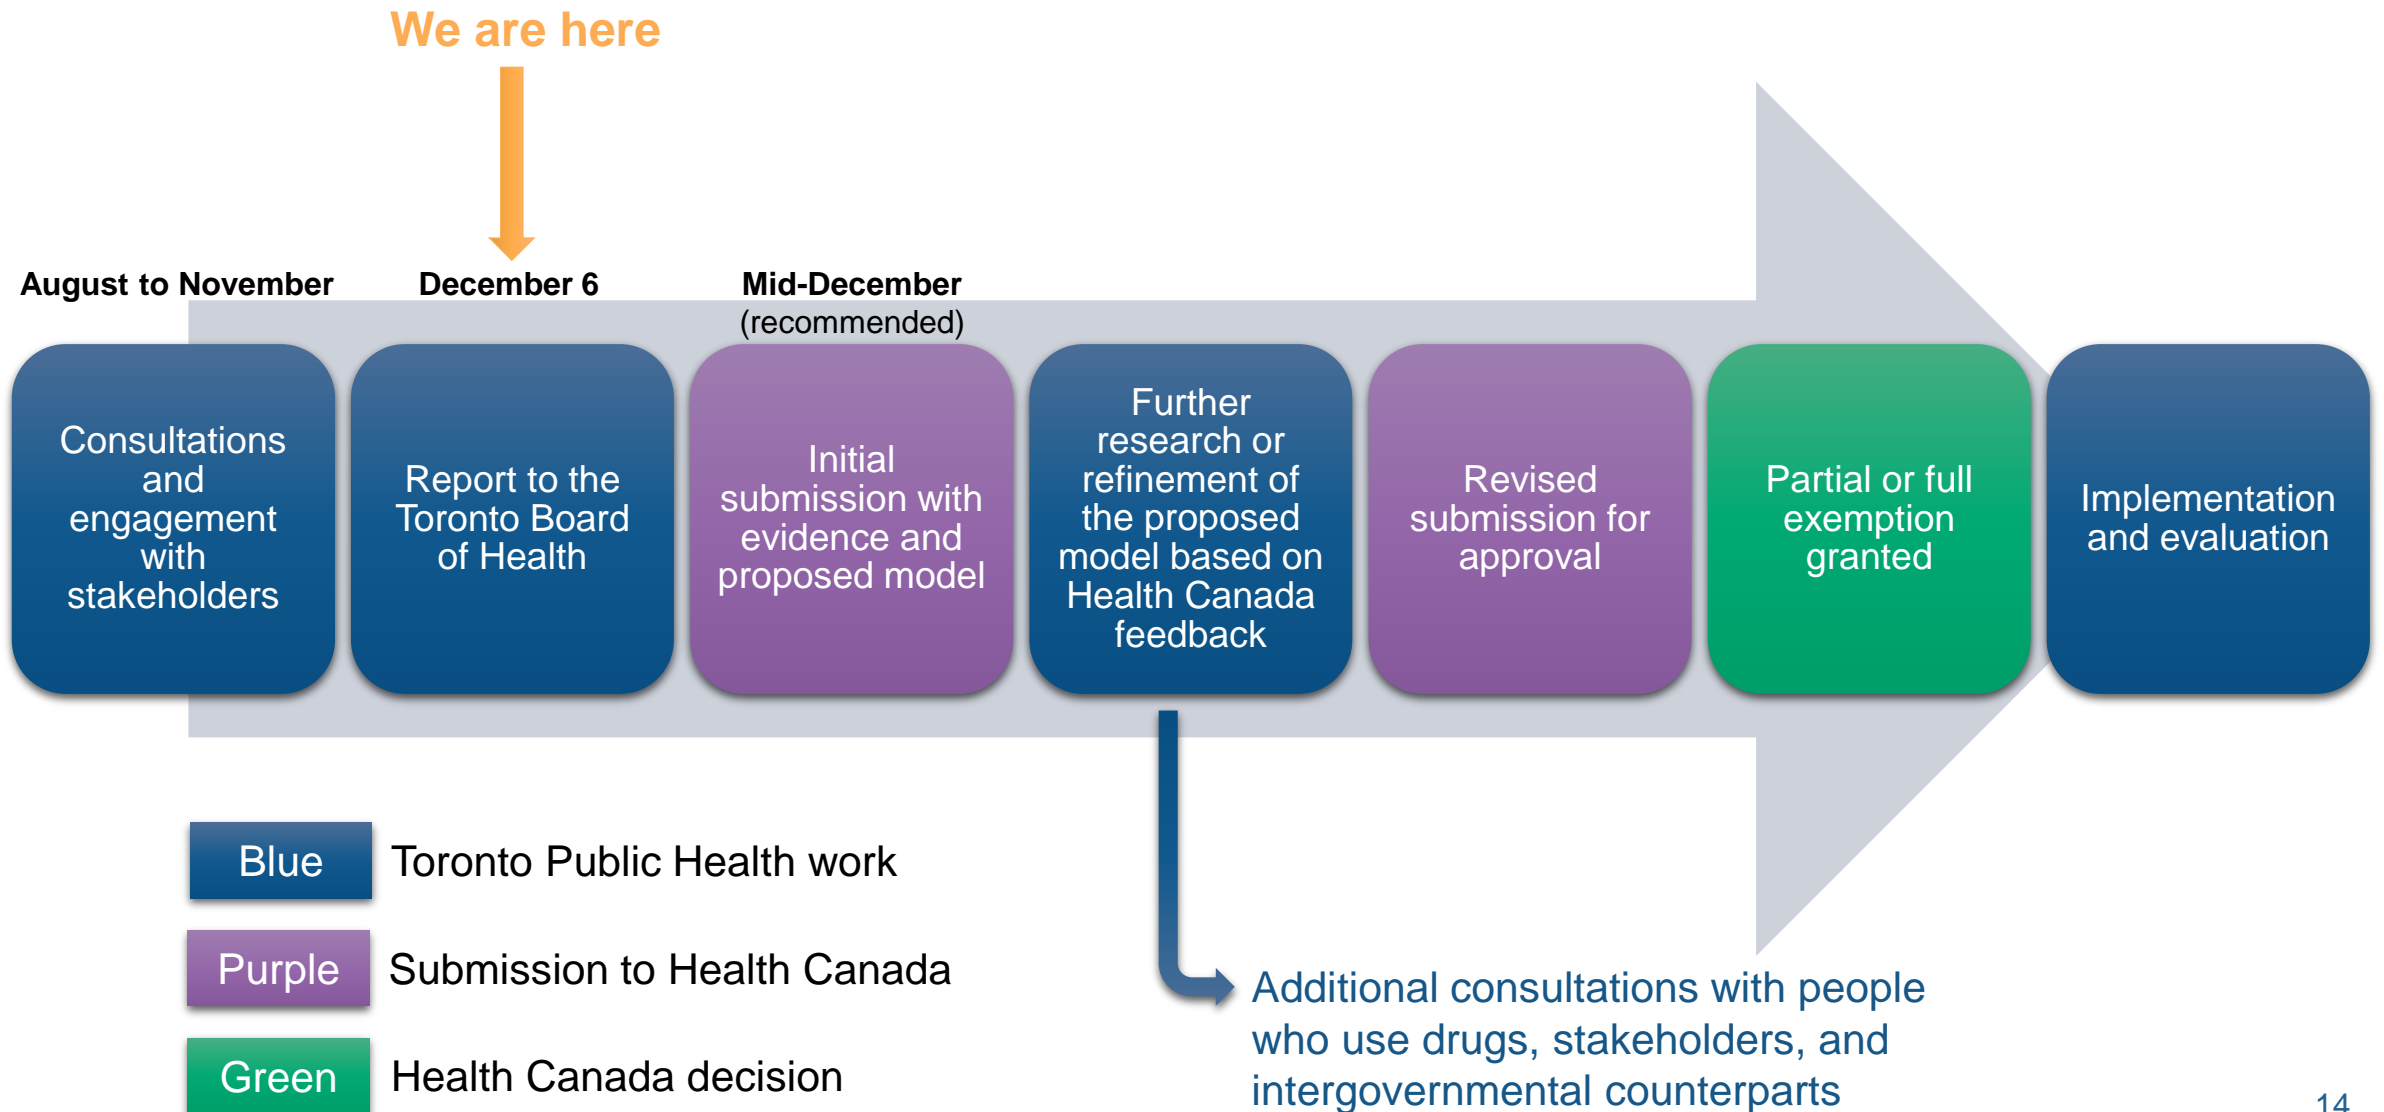 We are here
August to November
December 6
Mid-December
(recommended)
Consultations
and
engagement
with
stakeholders
Report to the
Toronto Board
of Health
Initial
submission with
evidence and
proposed model
Further
research or
refinement of
the proposed
model based on
Health Canada
feedback
Revised
submission for
approval
Partial or full
exemption
granted
Implementation
and evaluation
Blue
Toronto Public Health work
Purple
Submission to Health Canada
Green
Health Canada decision
Additional consultations with people
who use drugs, stakeholders, and
intergovernmental counterparts
14